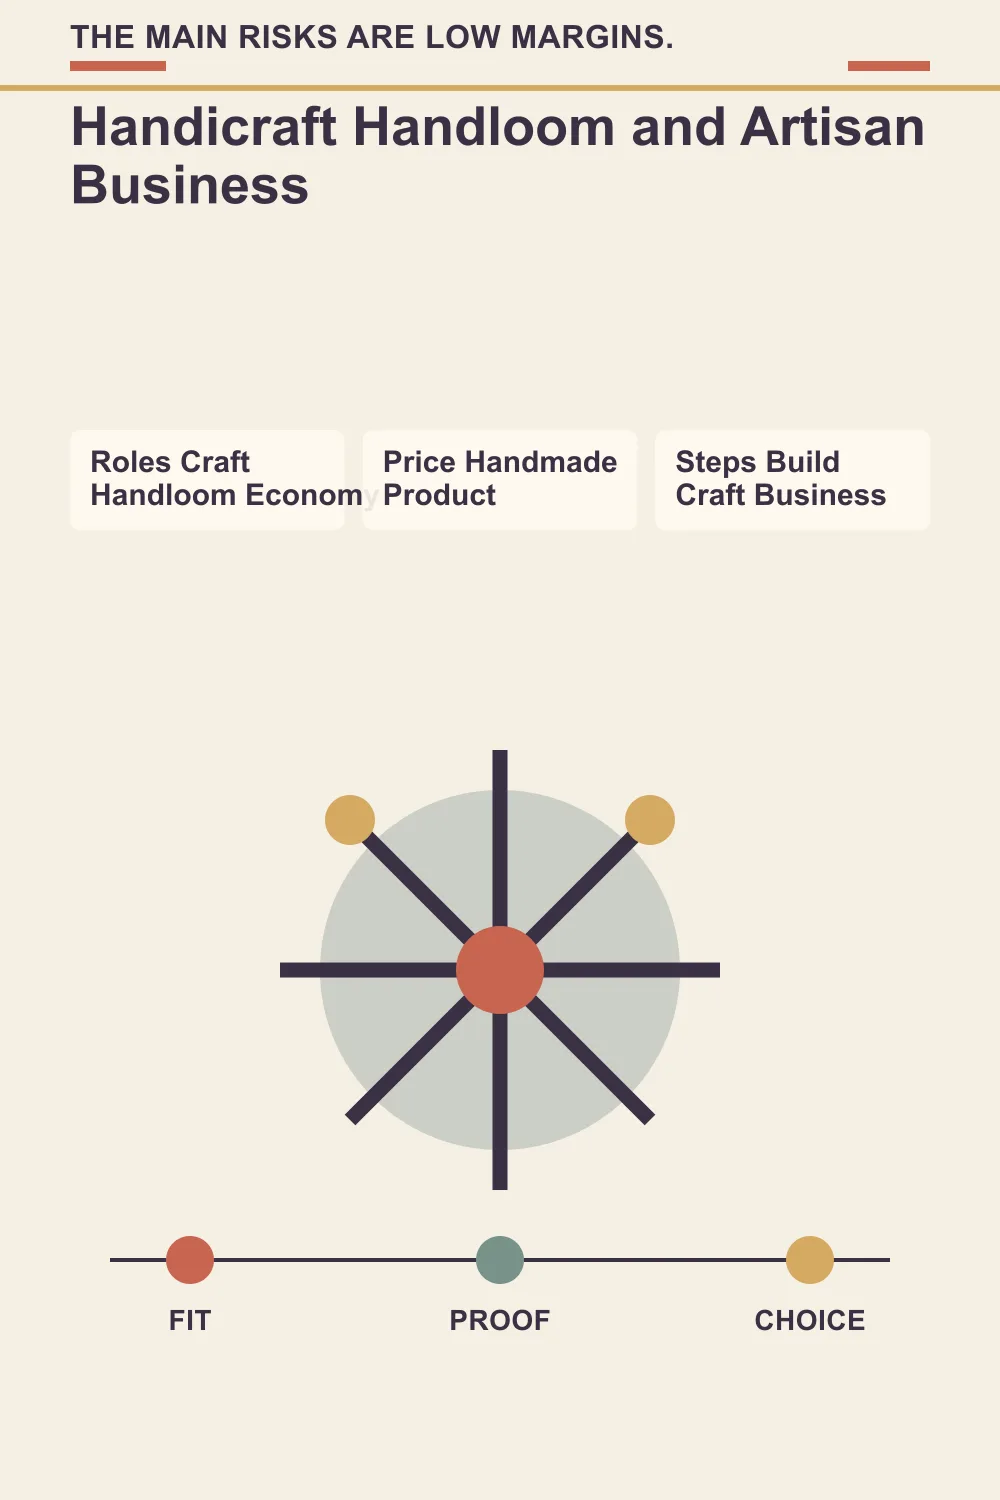 THE MAIN RISKS ARE LOW MARGINS.
Handicraft Handloom and Artisan
Business
Roles Craft
Handloom Economy
Price Handmade
Product
Steps Build
Craft Business
FIT
PROOF
CHOICE